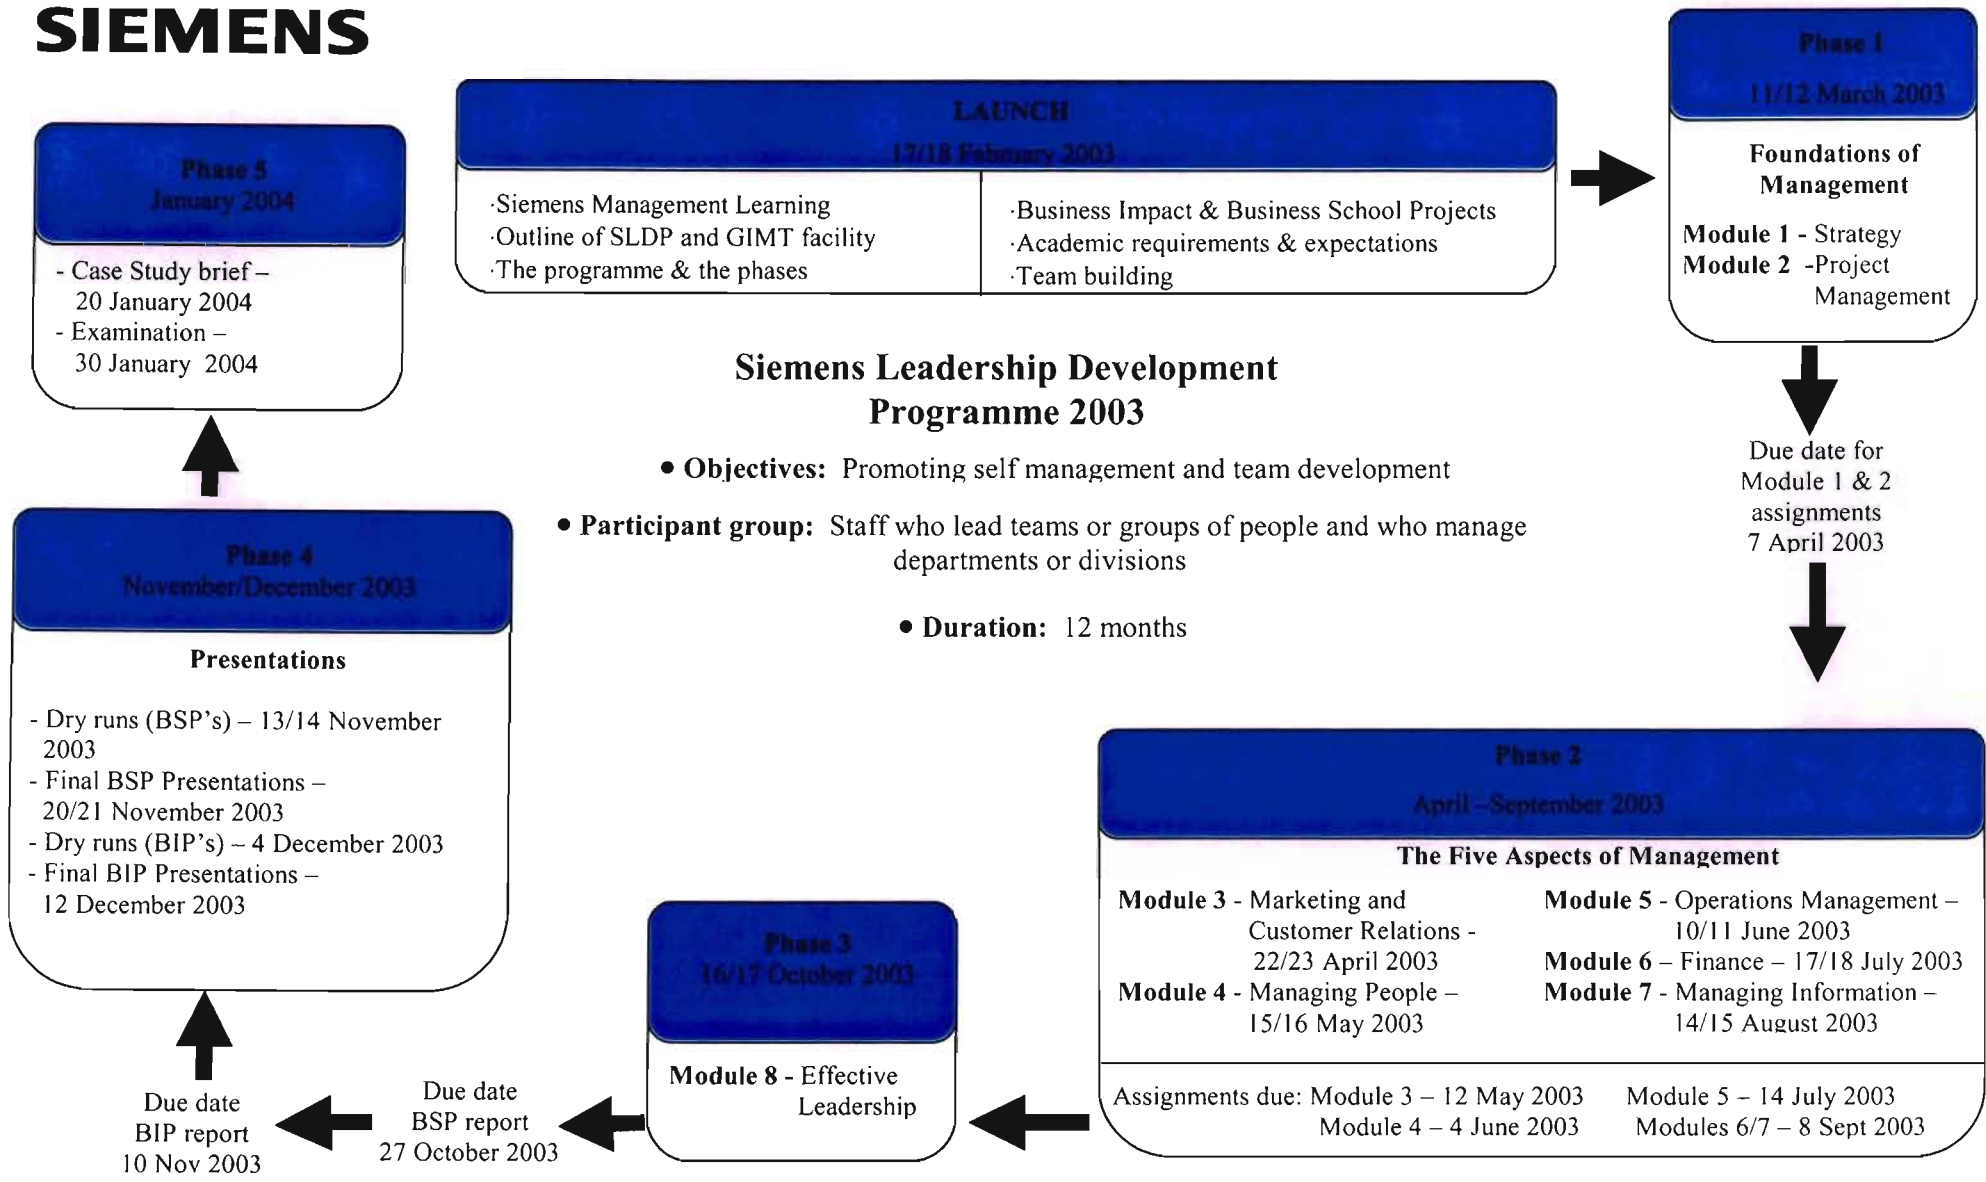 SIEMENS
LAUNCH
17/18 February 2003
·Siemens Management Learning
·Outline of SLDP and GIMT facility
·The programme & the phases
·Business Impact & Business School Projects
·Academic requirements & expectations
·Team building
Phase 1
11/12 March 2003
Foundations of
Management
Module 1 - Strategy
Module 2 -Project
Management
Due date for
Module 1 & 2
assignments
7 April 2003
Siemens Leadership Development
Programme 2003
• Objectives: Promoting self management and team development
• Participant group: Staff who lead teams or groups of people and who manage
departments or divisions
• Duration: 12 months
Phase 2
April –September 2003
The Five Aspects of Management
Module 3 - Marketing and
Customer Relations -
22/23 April 2003
Module 4 - Managing People –
15/16 May 2003
Module 5 - Operations Management –
10/11 June 2003
Module 6 – Finance – 17/18 July 2003
Module 7 - Managing Information –
14/15 August 2003
Assignments due: Module 3 – 12 May 2003 Module 5 – 14 July 2003
Module 4 – 4 June 2003 Modules 6/7 – 8 Sept 2003
Phase 3
16/17 October 2003
Module 8 - Effective
Leadership
Due date
BSP report
27 October 2003
Due date
BIP report
10 Nov 2003
Phase 4
November/December 2003
Presentations
- Dry runs (BSP's) – 13/14 November
2003
- Final BSP Presentations –
20/21 November 2003
- Dry runs (BIP's) – 4 December 2003
- Final BIP Presentations –
12 December 2003
Phase 5
January 2004
- Case Study brief –
20 January 2004
- Examination –
30 January 2004